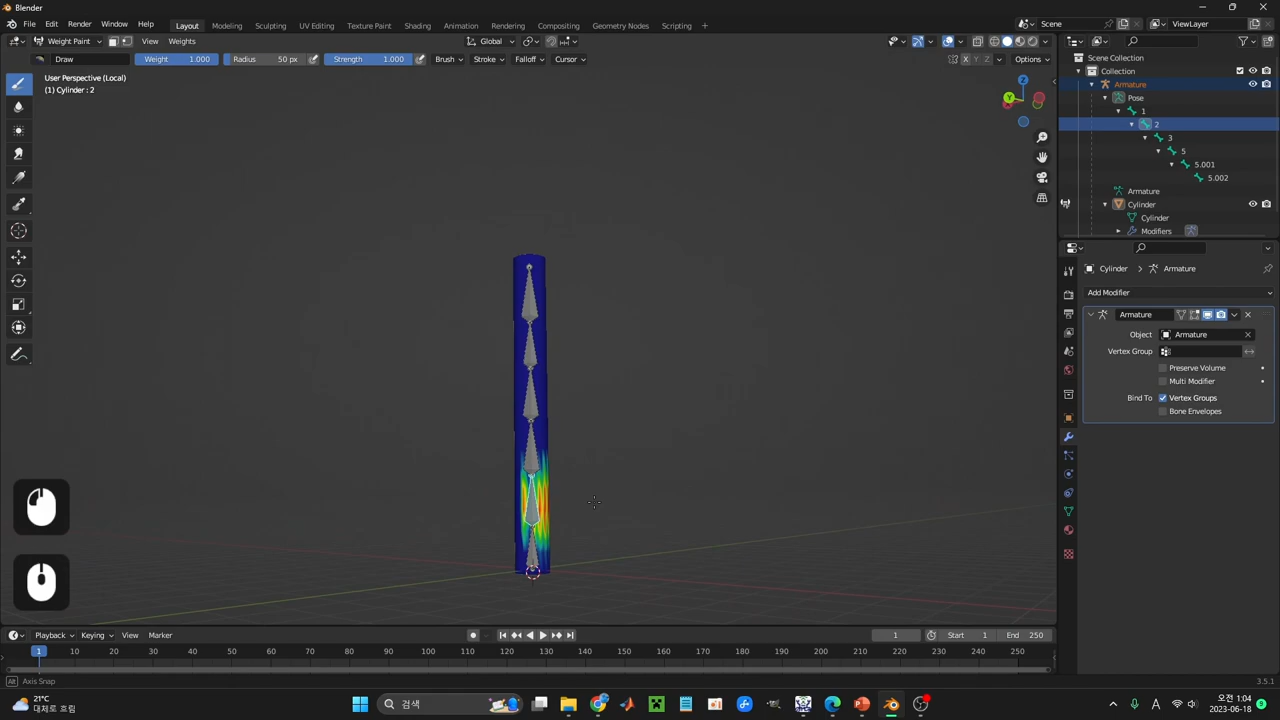 Blender
File Edit Render Window Help Layout Modeling Sculpting UV Editing Texture Paint Shading Animation Rendering Compositing Geometry Nodes Scripting + Scene ViewLayer
Weight Paint View Weights Global X Y Z Options
Draw Weight 1.000 Radius 50 px Strength 1.000 Brush Stroke Falloff Cursor
User Perspective (Local)
(1) Cylinder : 2
Z
Y
Scene Collection
Collection
Armature
Pose
1
2
3
5
5.001
5.002
Armature
Cylinder
Cylinder
Modifiers
Cylinder > Armature
Add Modifier
Armature
Object Armature
Vertex Group
Preserve Volume
Multi Modifier
Bind To Vertex Groups
Bone Envelopes
Playback Keying View Marker 1 Start 1 End 250
1 10 20 30 40 50 60 70 80 90 100 110 120 130 140 150 160 170 180 190 200 210 220 230 240 250
Alt Axis Snap 3.5.1
21°C
대체로 흐림
검색
A
오전 1:04
2023-06-18